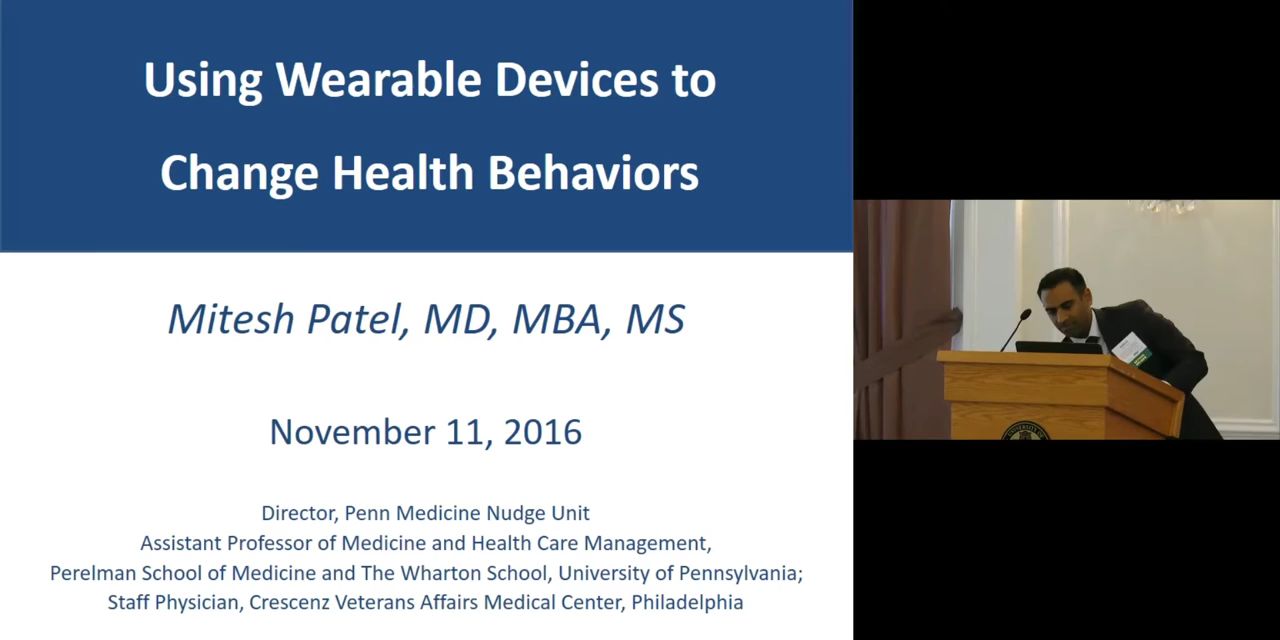 Using Wearable Devices to
Change Health Behaviors
Mitesh Patel, MD, MBA, MS
November 11, 2016
Director, Penn Medicine Nudge Unit
Assistant Professor of Medicine and Health Care Management,
Perelman School of Medicine and The Wharton School, University of Pennsylvania;
Staff Physician, Crescenz Veterans Affairs Medical Center, Philadelphia